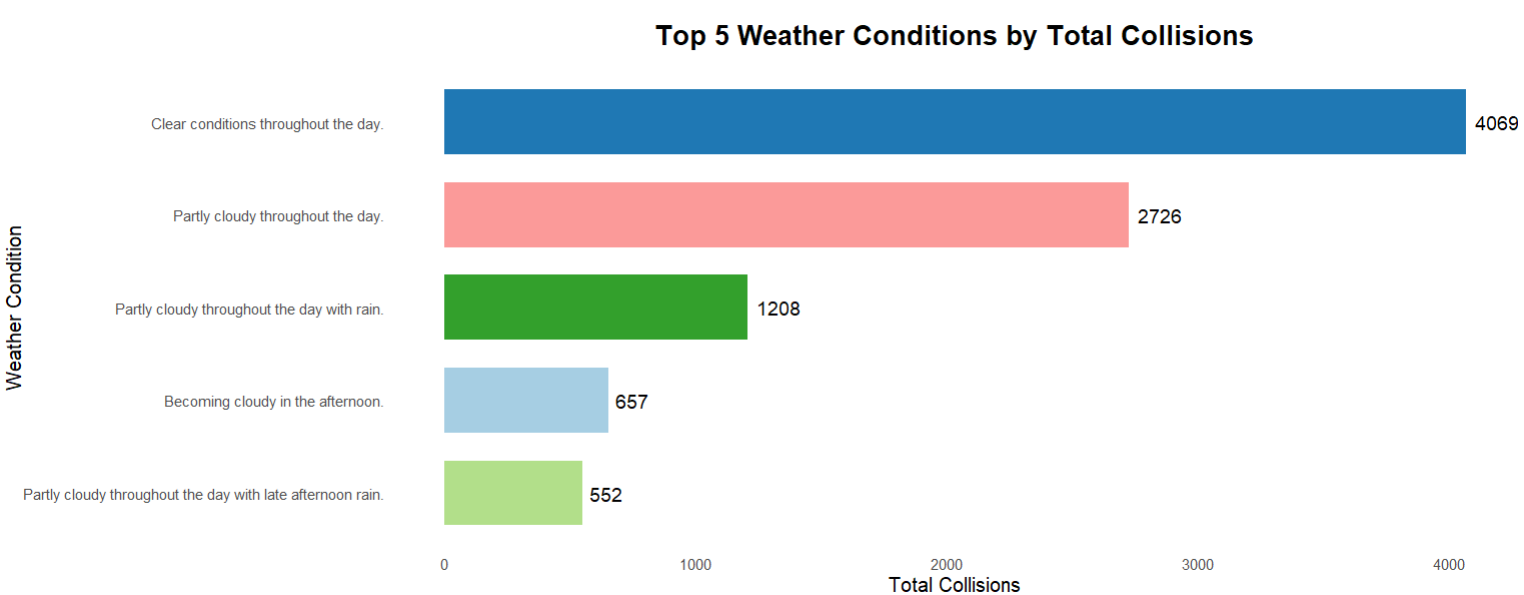 Top 5 Weather Conditions by Total Collisions
Weather Condition
Clear conditions throughout the day.
4069
Partly cloudy throughout the day.
2726
Partly cloudy throughout the day with rain.
1208
Becoming cloudy in the afternoon.
657
Partly cloudy throughout the day with late afternoon rain.
552
0 1000 2000 3000 4000
Total Collisions